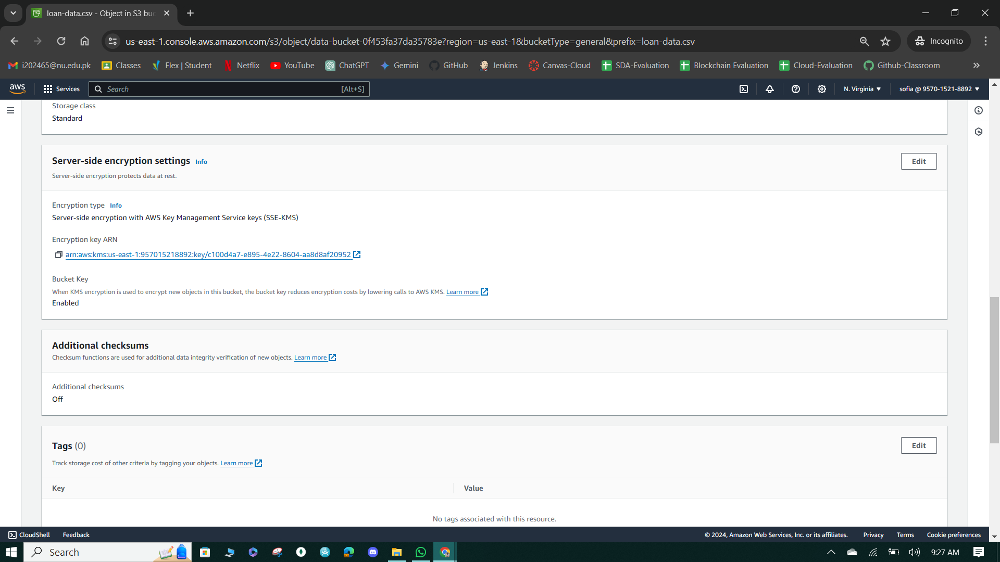 loan-data.csv - Object in S3 buc
us-east-1.console.aws.amazon.com/s3/object/data-bucket-0f453fa37da35783e?region=us-east-1&bucketType=general&prefix=loan-data.csv
Incognito
i202465@nu.edu.pk Classes Flex | Student Netflix YouTube ChatGPT Gemini GitHub Jenkins Canvas-Cloud SDA-Evaluation Blockchain Evaluation Cloud-Evaluation Github-Classroom
aws Services Search [Alt+S] N. Virginia sofia @ 9570-1521-8892
Storage class
Standard
Server-side encryption settings Info
Edit
Server-side encryption protects data at rest.
Encryption type Info
Server-side encryption with AWS Key Management Service keys (SSE-KMS)
Encryption key ARN
arn:aws:kms:us-east-1:957015218892:key/c100d4a7-e895-4e22-8604-aa8d8af20952
Bucket Key
When KMS encryption is used to encrypt new objects in this bucket, the bucket key reduces encryption costs by lowering calls to AWS KMS. Learn more
Enabled
Additional checksums
Checksum functions are used for additional data integrity verification of new objects. Learn more
Additional checksums
Off
Tags (0)
Edit
Track storage cost of other criteria by tagging your objects. Learn more
Key Value
No tags associated with this resource.
CloudShell Feedback © 2024, Amazon Web Services, Inc. or its affiliates. Privacy Terms Cookie preferences
Search 9:27 AM